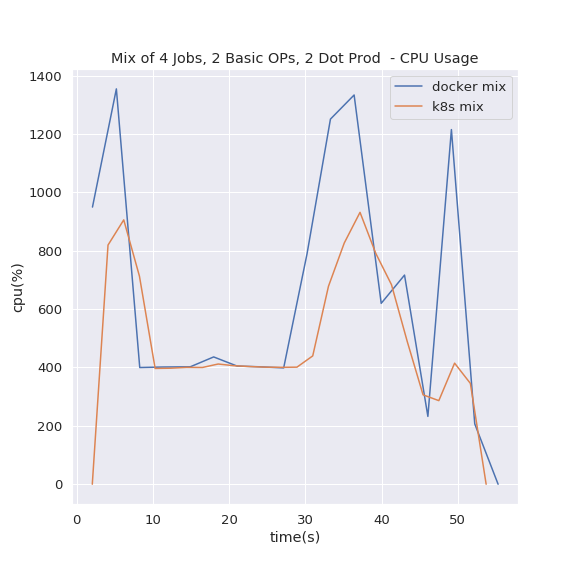 Mix of 4 Jobs, 2 Basic OPs, 2 Dot Prod  - CPU Usage
docker mix
k8s mix
cpu(%)
1400
1200
1000
800
600
400
200
0
0 10 20 30 40 50
time(s)